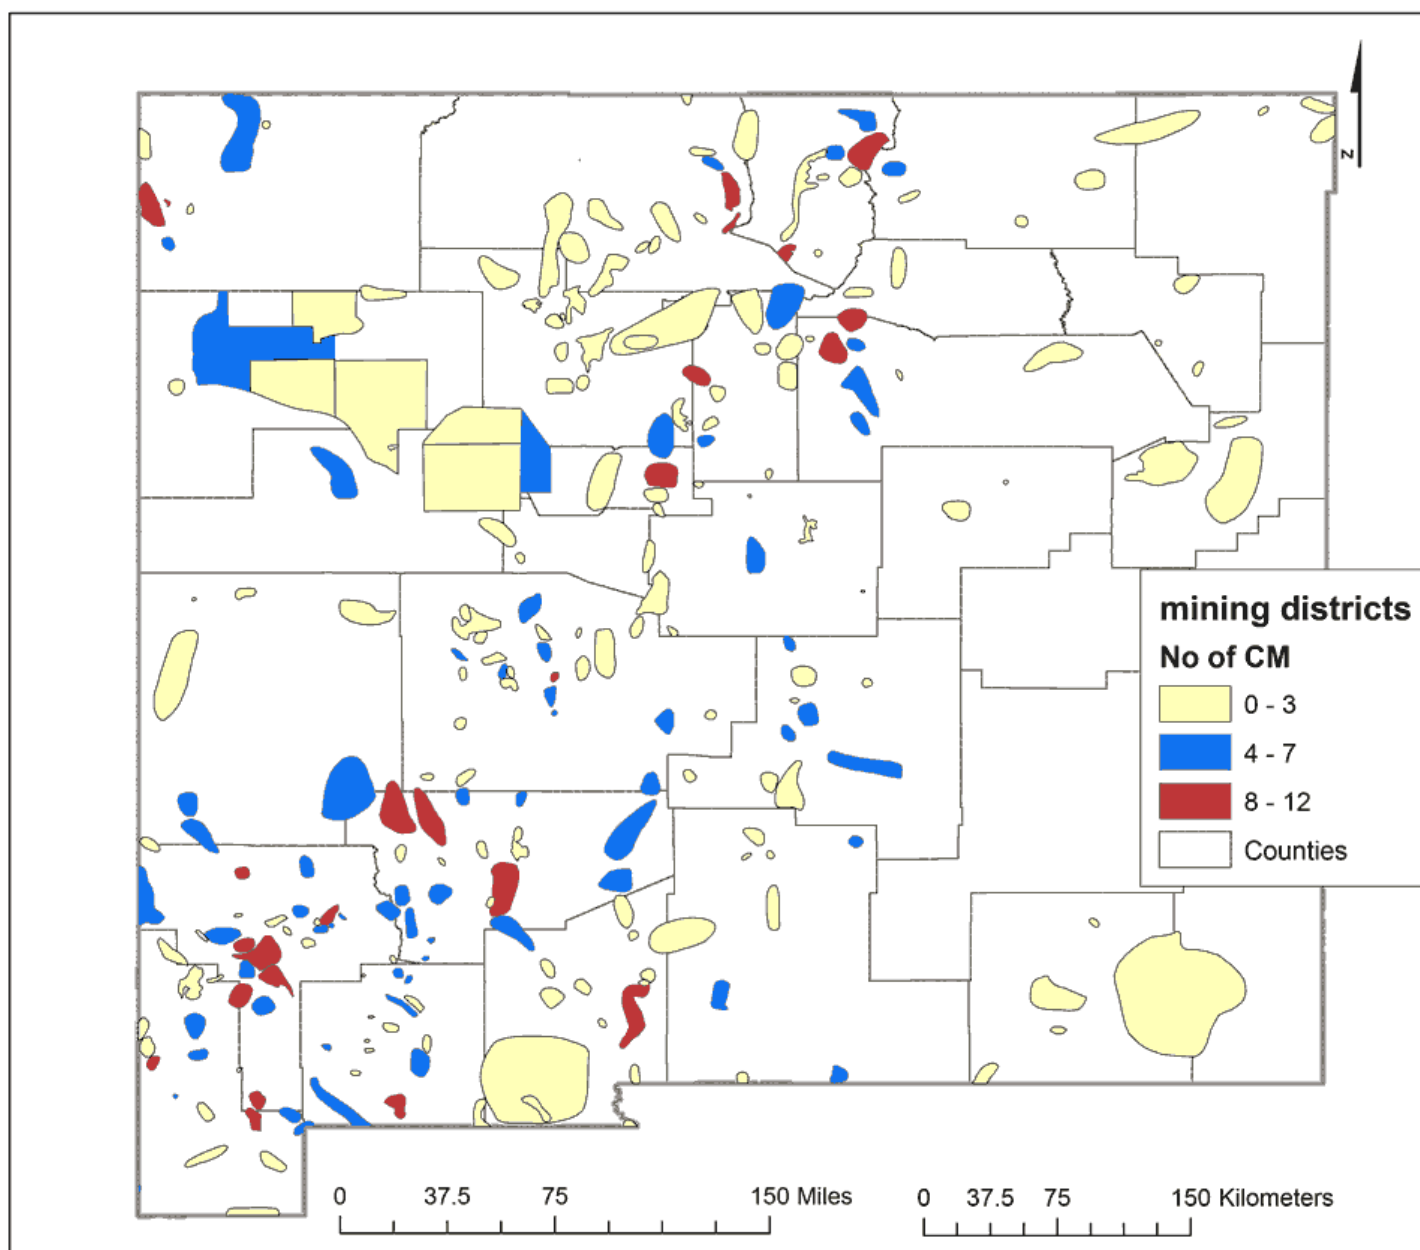 N
mining districts
No of CM
0 - 3
4 - 7
8 - 12
Counties
0 37.5 75 150 Miles
0 37.5 75 150 Kilometers